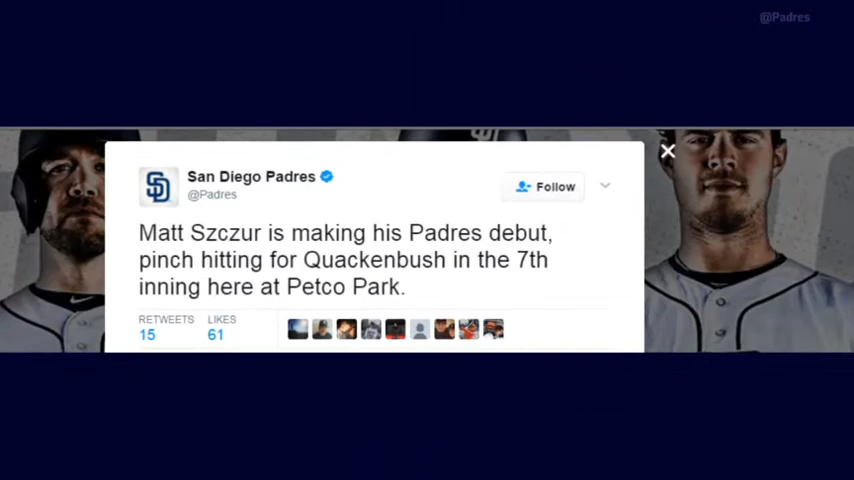 @Padres
San Diego Padres
@Padres
Follow
Matt Szczur is making his Padres debut,
pinch hitting for Quackenbush in the 7th
inning here at Petco Park.
RETWEETS LIKES
15 61